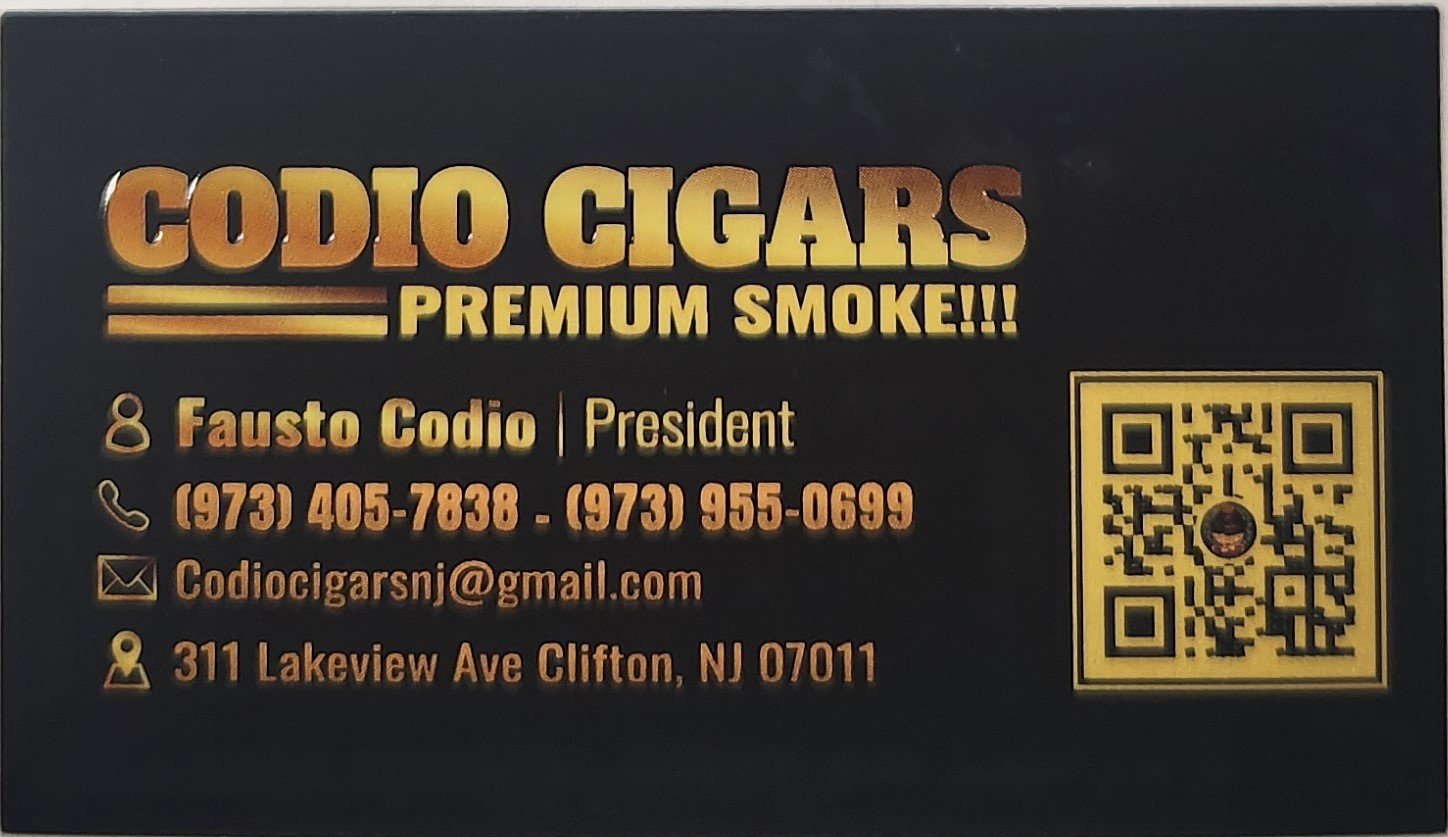 CODIO CIGARS
PREMIUM SMOKE!!!
Fausto Codio | President
(973) 405-7838 - (973) 955-0699
Codiocigarsnj@gmail.com
311 Lakeview Ave Clifton, NJ 07011